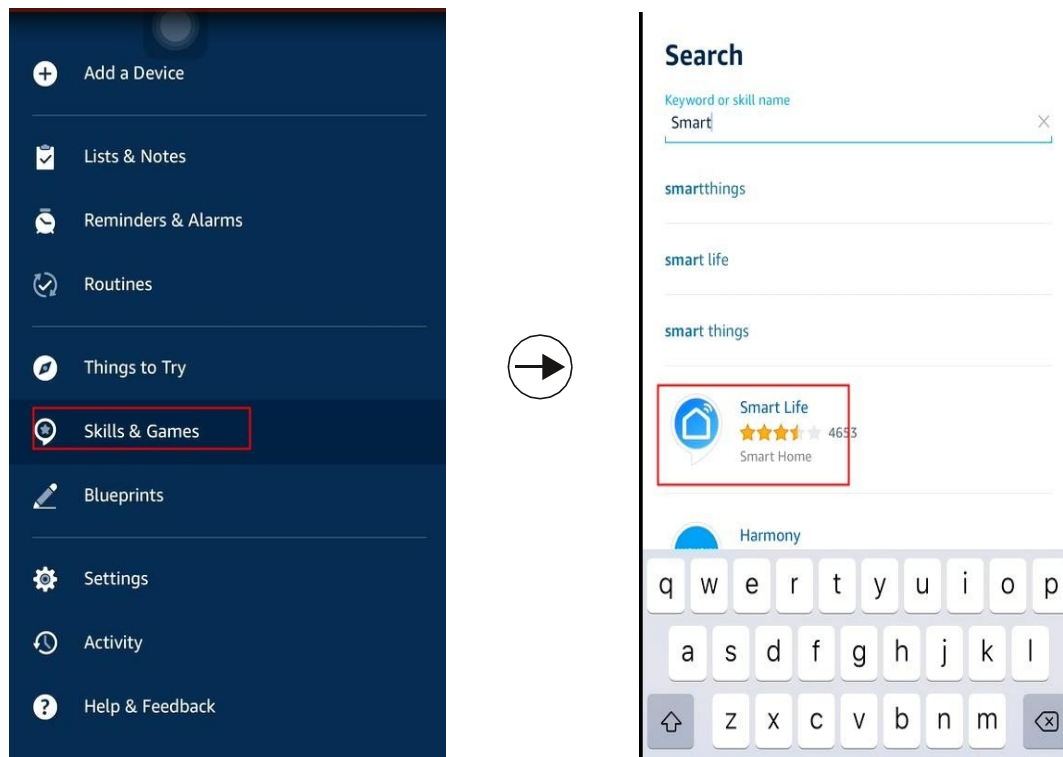 Add a Device
Lists & Notes
Reminders & Alarms
Routines
Things to Try
Skills & Games
Blueprints
Settings
Activity
Help & Feedback
Search
Keyword or skill name
Smart
smartthings
smart life
smart things
Smart Life
4653
Smart Home
Harmony
q w e r t y u i o p
a s d f g h j k l
z x c v b n m